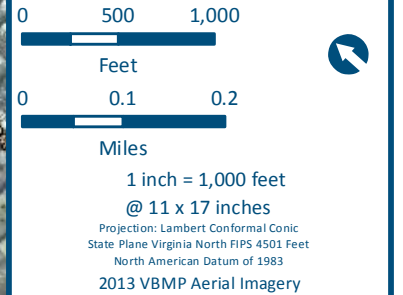 0 500 1,000
Feet
0 0.1 0.2
Miles
1 inch = 1,000 feet
@ 11 x 17 inches
Projection: Lambert Conformal Conic
State Plane Virginia North FIPS 4501 Feet
North American Datum of 1983
2013 VBMP Aerial Imagery